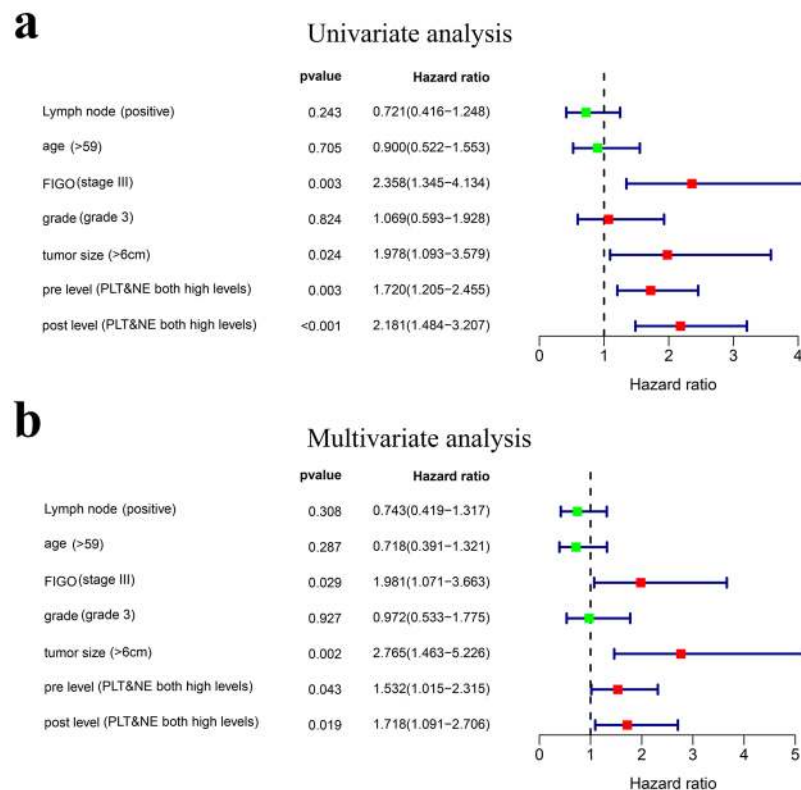 a
Univariate analysis
pvalue Hazard ratio
Lymph node (positive) 0.243 0.721(0.416−1.248)
age (>59) 0.705 0.900(0.522−1.553)
FIGO(stage III) 0.003 2.358(1.345−4.134)
grade (grade 3) 0.824 1.069(0.593−1.928)
tumor size (>6cm) 0.024 1.978(1.093−3.579)
pre level (PLT&NE both high levels) 0.003 1.720(1.205−2.455)
post level (PLT&NE both high levels) <0.001 2.181(1.484−3.207)
0 1 2 3 4
Hazard ratio
b
Multivariate analysis
pvalue Hazard ratio
Lymph node (positive) 0.308 0.743(0.419−1.317)
age (>59) 0.287 0.718(0.391−1.321)
FIGO(stage III) 0.029 1.981(1.071−3.663)
grade (grade 3) 0.927 0.972(0.533−1.775)
tumor size (>6cm) 0.002 2.765(1.463−5.226)
pre level (PLT&NE both high levels) 0.043 1.532(1.015−2.315)
post level (PLT&NE both high levels) 0.019 1.718(1.091−2.706)
0 1 2 3 4 5
Hazard ratio